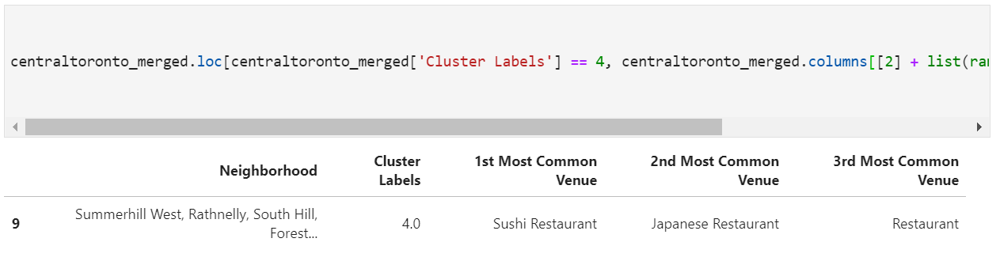 centraltoronto_merged.loc[centraltoronto_merged['Cluster Labels'] == 4, centraltoronto_merged.columns[[2] + list(
Neighborhood
Cluster Labels
1st Most Common Venue
2nd Most Common Venue
3rd Most Common Venue
9 Summerhill West, Rathnelly, South Hill, Forest... 4.0 Sushi Restaurant Japanese Restaurant Restaurant